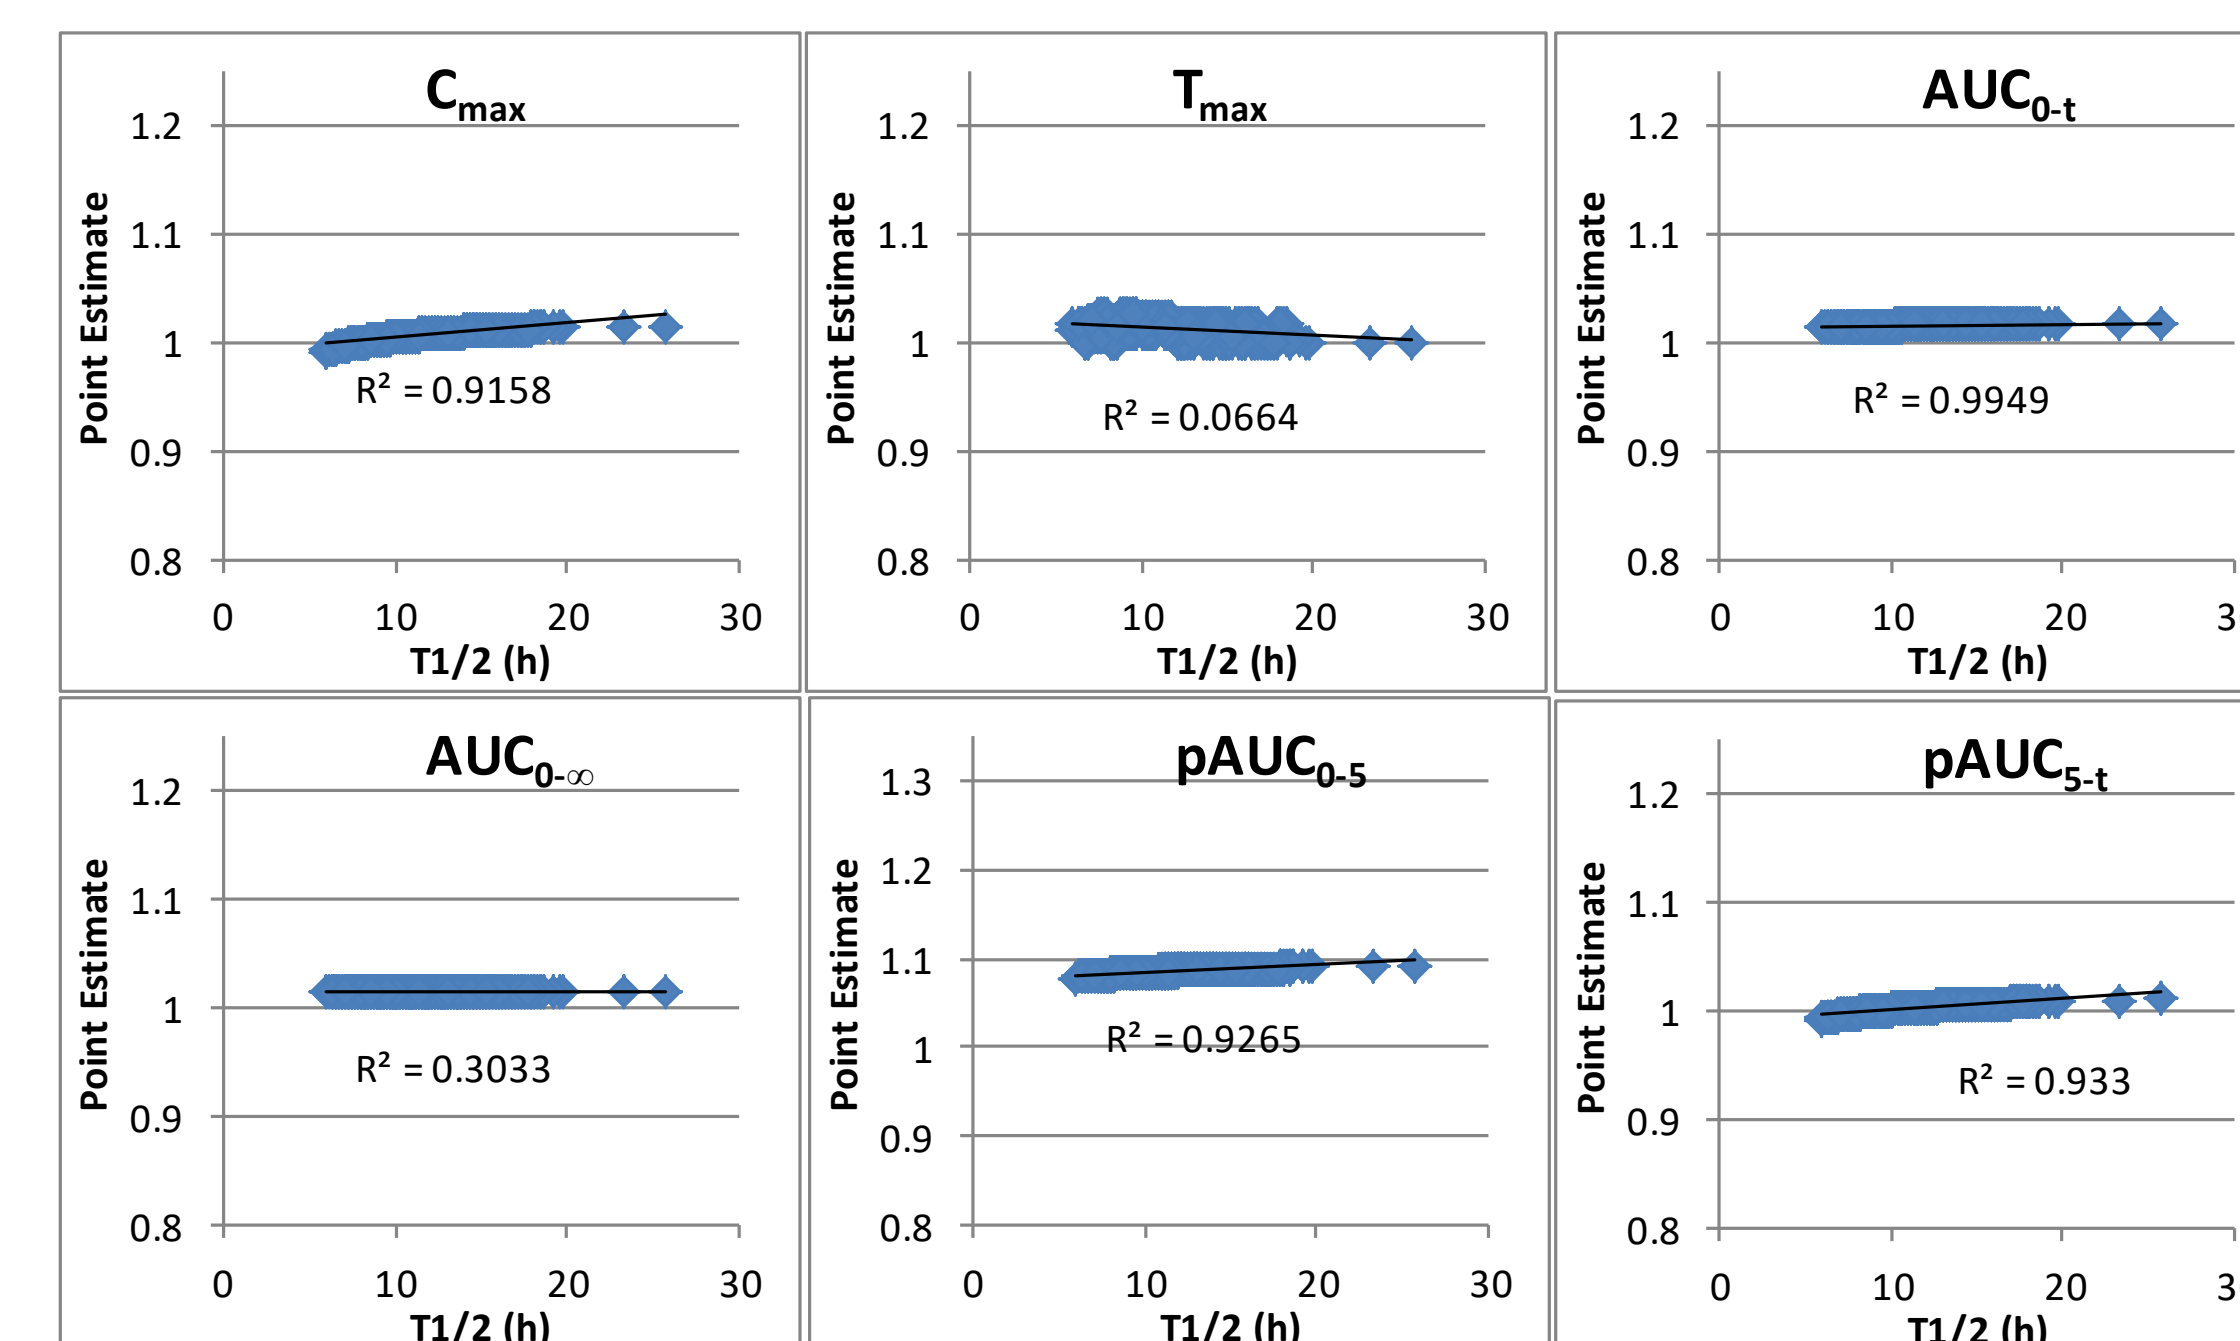 Cmax
1.2
1.1
1
0.9
0.8
Point Estimate
R² = 0.9158
0 10 20 30
T1/2 (h)
Tmax
1.2
1.1
1
0.9
0.8
Point Estimate
R² = 0.0664
0 10 20 30
T1/2 (h)
AUC0-t
1.2
1.1
1
0.9
0.8
Point Estimate
R² = 0.9949
0 10 20 3
T1/2 (h)
AUC0-∞
1.2
1.1
1
0.9
0.8
Point Estimate
R² = 0.3033
0 10 20 30
T1/2 (h)
pAUC0-5
1.3
1.2
1.1
1
0.9
0.8
Point Estimate
R² = 0.9265
0 10 20 30
T1/2 (h)
pAUC5-t
1.2
1.1
1
0.9
0.8
Point Estimate
R² = 0.933
0 10 20 3
T1/2 (h)